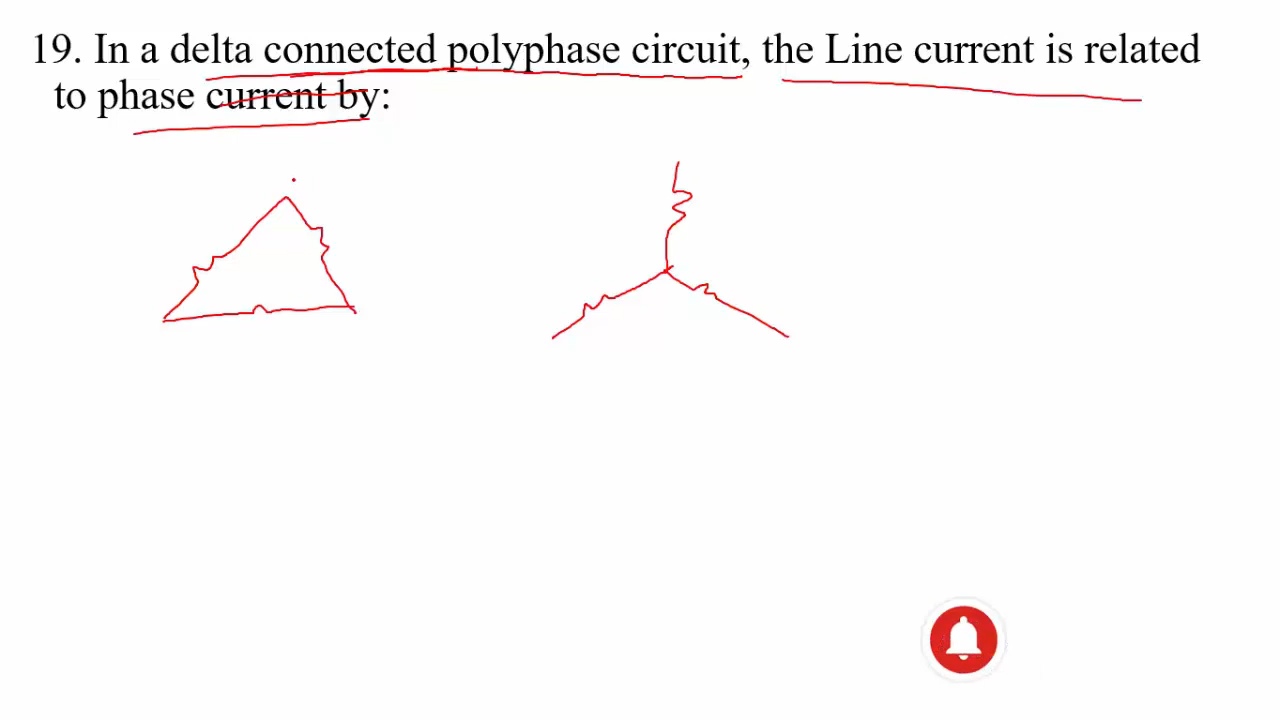 19. In a delta connected polyphase circuit, the Line current is related
to phase current by: